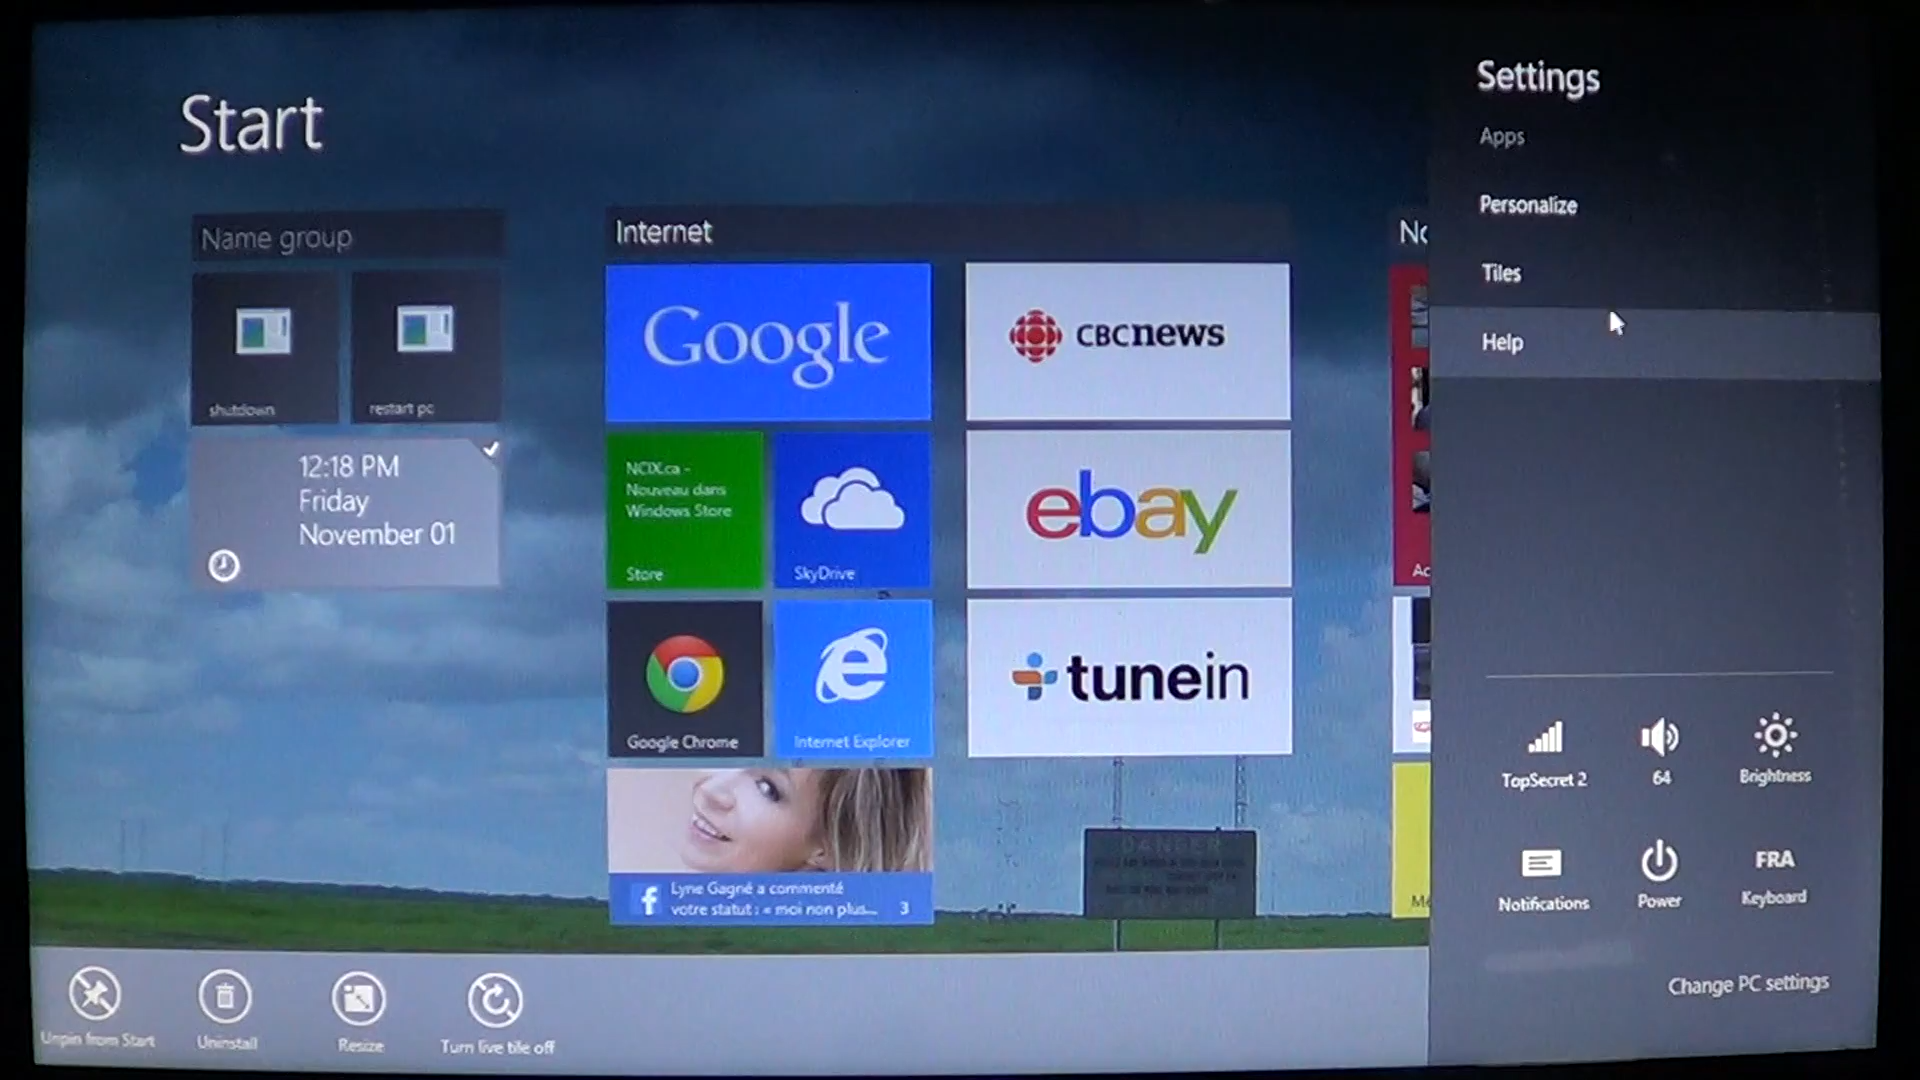 Start
Name group
shutdown
restart pc
12:18 PM
Friday
November 01
Internet
Google
CBCnews
NCIX.ca -
Nouveau dans
Windows Store
Store
SkyDrive
ebay
Google Chrome
Internet Explorer
tunein
Lyne Gagné a commenté
votre statut : « moi non plus...
3
DANGER
Unpin from Start
Uninstall
Resize
Turn live tile off
Settings
Apps
Personalize
Tiles
Help
TopSecret 2
64
Brightness
Notifications
Power
FRA
Keyboard
Change PC settings